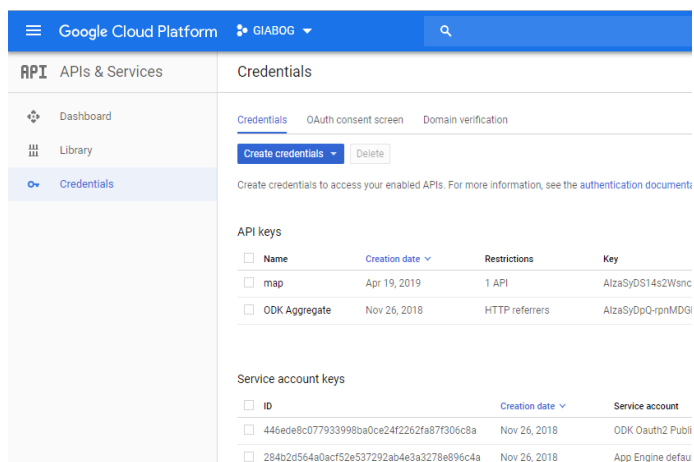 Google Cloud Platform GIABOG
API APIs & Services Credentials
Dashboard
Library
Credentials
Credentials OAuth consent screen Domain verification
Create credentials Delete
Create credentials to access your enabled APIs. For more information, see the authentication documenta
API keys
Name Creation date Restrictions Key
map Apr 19, 2019 1 API AIzaSyDS14s2Wsnc
ODK Aggregate Nov 26, 2018 HTTP referrers AIzaSyDpQ-rpnMDG
Service account keys
ID Creation date Service account
446ede8c077933998ba0ce24f2262fa87f306c8a Nov 26, 2018 ODK Oauth2 Publi
284b2d564a0acf52e537292ab4e3a3278e896c4a Nov 26, 2018 App Engine defau